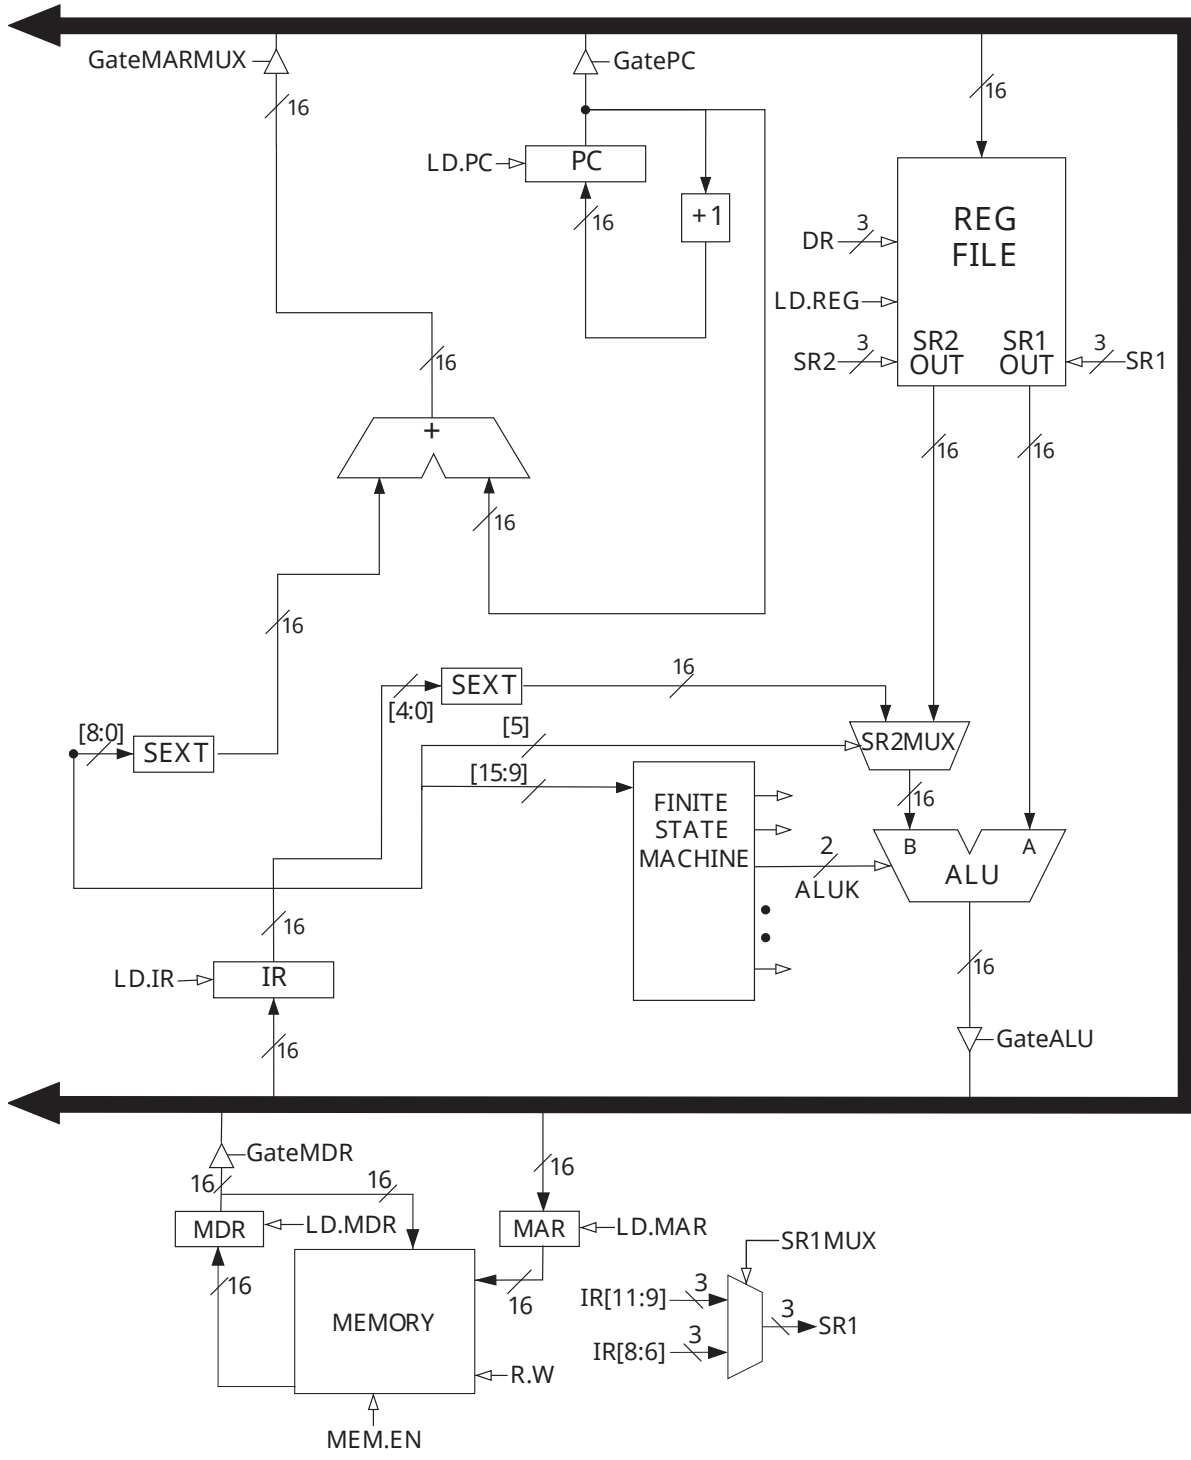 GateMARMUX
GatePC
16
16
LD.PC
PC
16
+1
REG
FILE
DR
3
LD.REG
SR2
3
SR2
OUT
SR1
OUT
3
SR1
16
+
16
16
16
16
16
[4:0]
SEXT
16
[8:0]
SEXT
[5]
[15:9]
SR2MUX
16
FINITE
STATE
MACHINE
2
ALUK
B
A
ALU
16
LD.IR
IR
16
16
GateALU
GateMDR
16
16
16
MDR
LD.MDR
MAR
LD.MAR
16
16
MEMORY
R.W
MEM.EN
SR1MUX
IR[11:9]
3
3
SR1
IR[8:6]
3